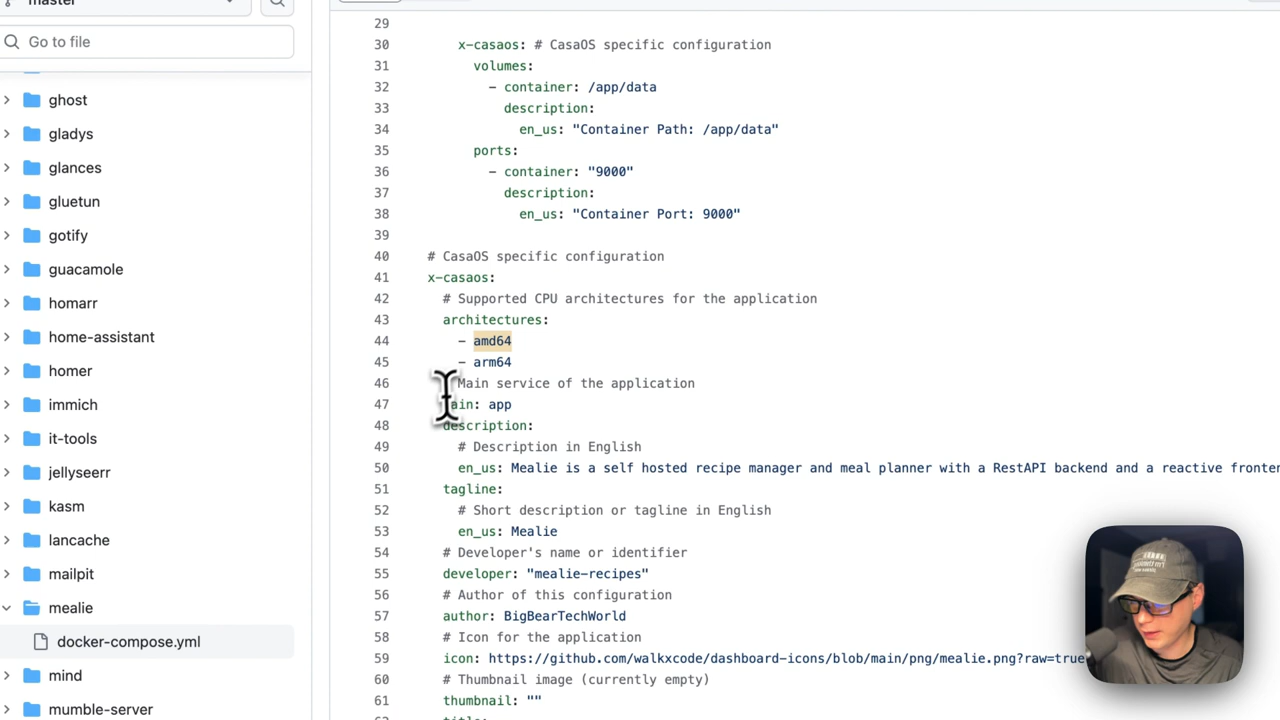 master
Go to file
ghost
gladys
glances
gluetun
gotify
guacamole
homarr
home-assistant
homer
immich
it-tools
jellyseerr
kasm
lancache
mailpit
mealie
docker-compose.yml
mind
mumble-server
29
30 x-casaos: # CasaOS specific configuration
31 volumes:
32 - container: /app/data
33 description:
34 en_us: "Container Path: /app/data"
35 ports:
36 - container: "9000"
37 description:
38 en_us: "Container Port: 9000"
39
40 # CasaOS specific configuration
41 x-casaos:
42 # Supported CPU architectures for the application
43 architectures:
44 - amd64
45 - arm64
46 Main service of the application
47 ain: app
48 description:
49 # Description in English
50 en_us: Mealie is a self hosted recipe manager and meal planner with a RestAPI backend and a reactive fronten
51 tagline:
52 # Short description or tagline in English
53 en_us: Mealie
54 # Developer's name or identifier
55 developer: "mealie-recipes"
56 # Author of this configuration
57 author: BigBearTechWorld
58 # Icon for the application
59 icon: https://github.com/walkxcode/dashboard-icons/blob/main/png/mealie.png?raw=true
60 # Thumbnail image (currently empty)
61 thumbnail: ""